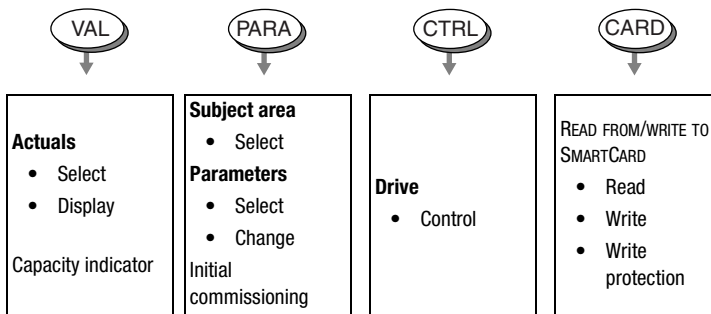 VAL
PARA
CTRL
CARD
Actuals
• Select
• Display
Capacity indicator
Subject area
• Select
Parameters
• Select
• Change
Initial
commissioning
Drive
• Control
READ FROM/WRITE TO
SMARTCARD
• Read
• Write
• Write
protection